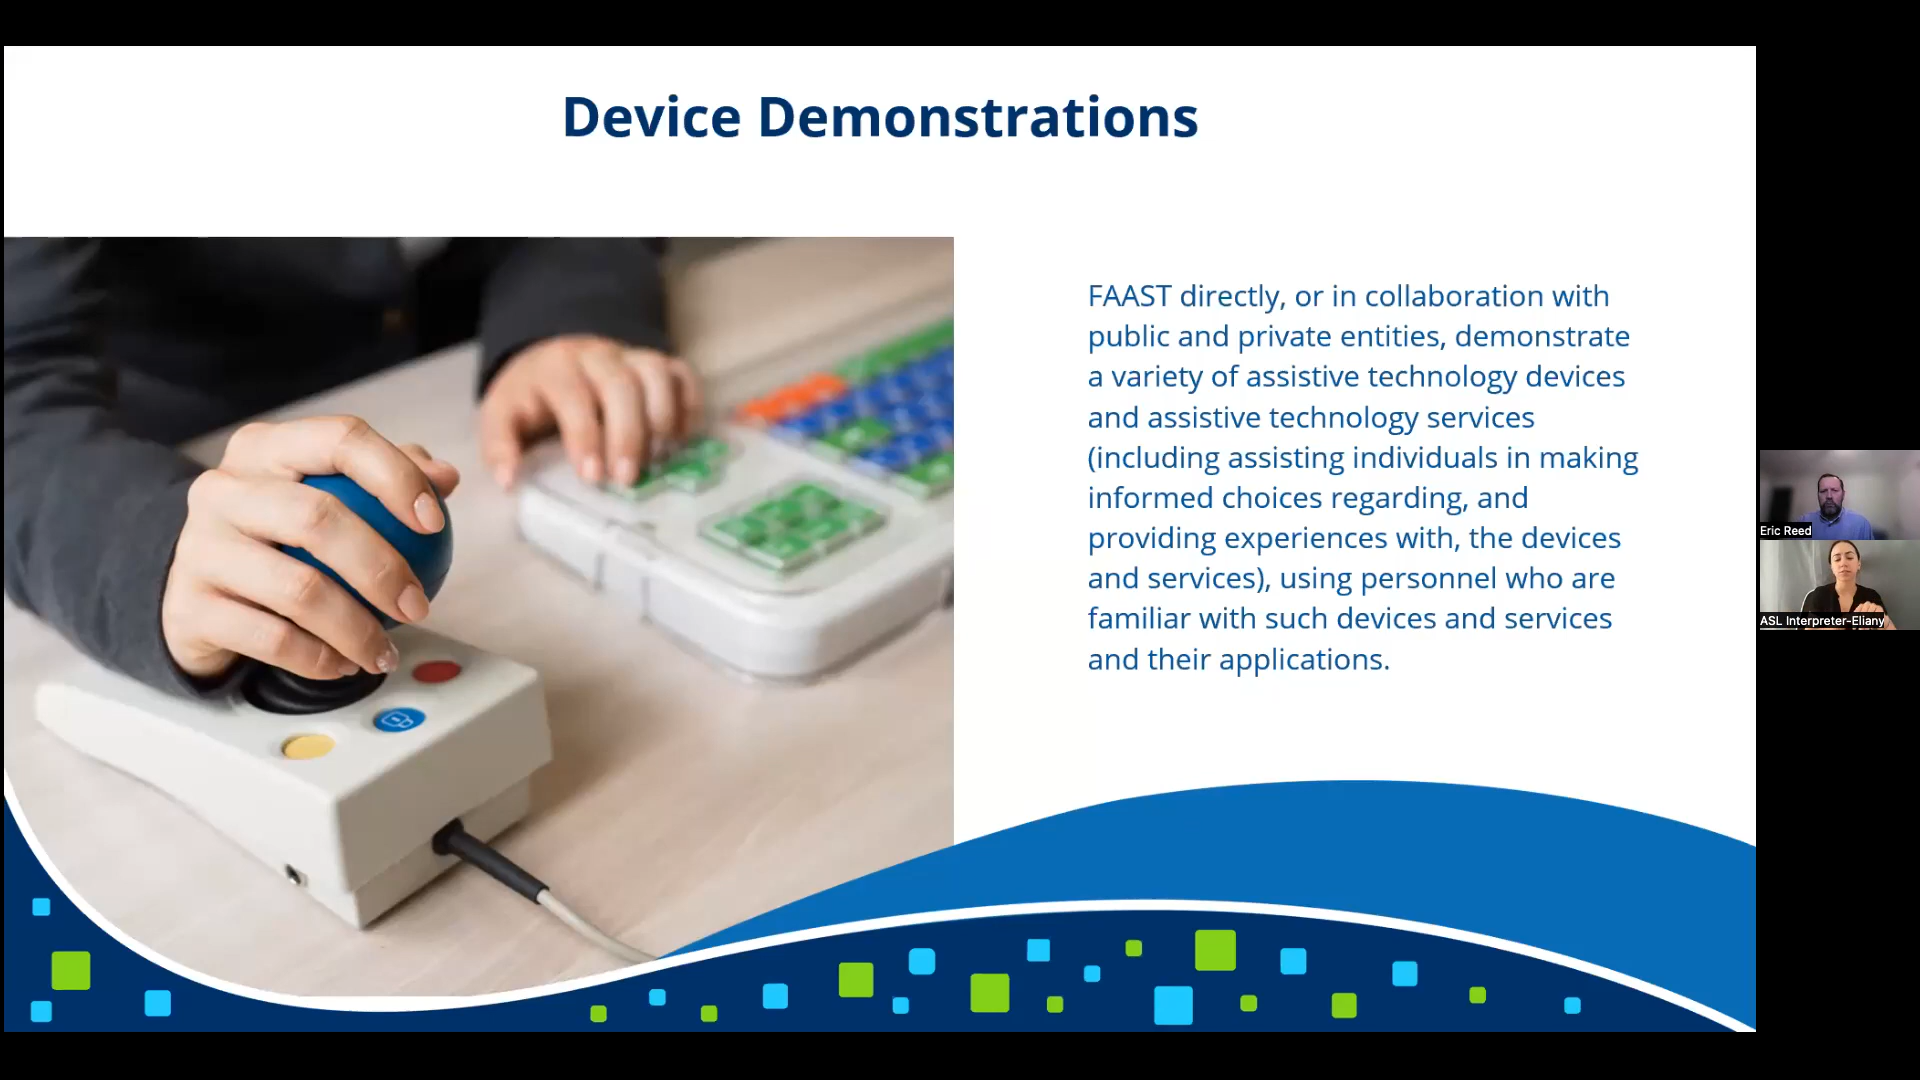 Device Demonstrations
FAAST directly, or in collaboration with
public and private entities, demonstrate
a variety of assistive technology devices
and assistive technology services
(including assisting individuals in making
informed choices regarding, and
providing experiences with, the devices
and services), using personnel who are
familiar with such devices and services
and their applications.
Eric Reed
ASL Interpreter-Eliany